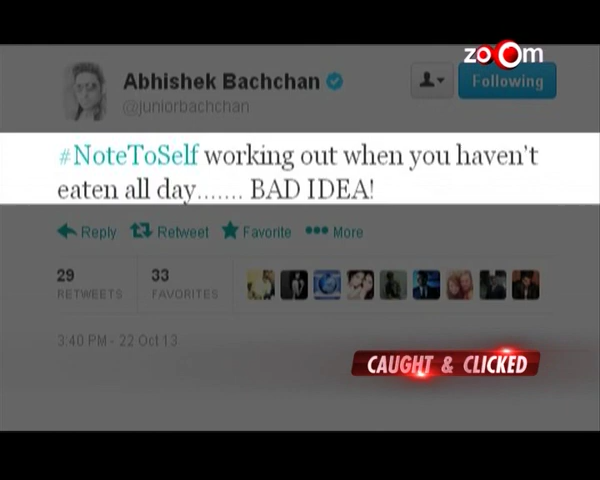 zoOm
Abhishek Bachchan
Following
@juniorbachchan
#NoteToSelf working out when you haven't
eaten all day....... BAD IDEA!
Reply Retweet Favorite More
29 33
RETWEETS FAVORITES
3:40 PM - 22 Oct 13
CAUGHT & CLICKED